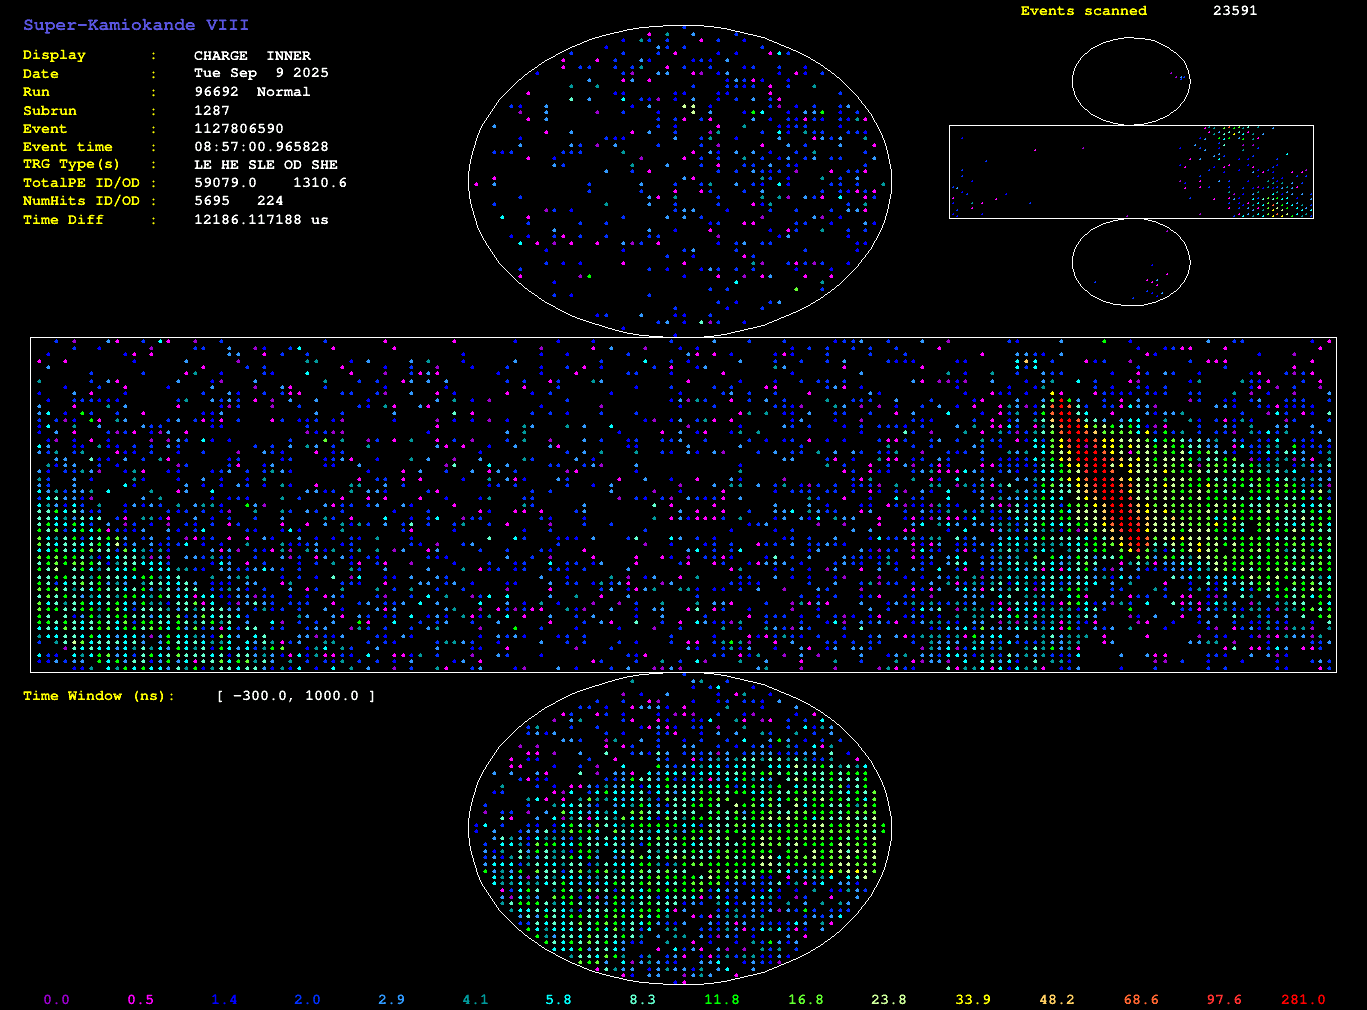 Super-Kamiokande VIII
Events scanned 23591
Display : CHARGE INNER
Date : Tue Sep 9 2025
Run : 96692 Normal
Subrun : 1287
Event : 1127806590
Event time : 08:57:00.965828
TRG Type(s) : LE HE SLE OD SHE
TotalPE ID/OD : 59079.0 1310.6
NumHits ID/OD : 5695 224
Time Diff : 12186.117188 us
Time Window (ns): [ -300.0, 1000.0 ]
0.0 0.5 1.4 2.0 2.9 4.1 5.8 8.3 11.8 16.8 23.8 33.9 48.2 68.6 97.6 281.0